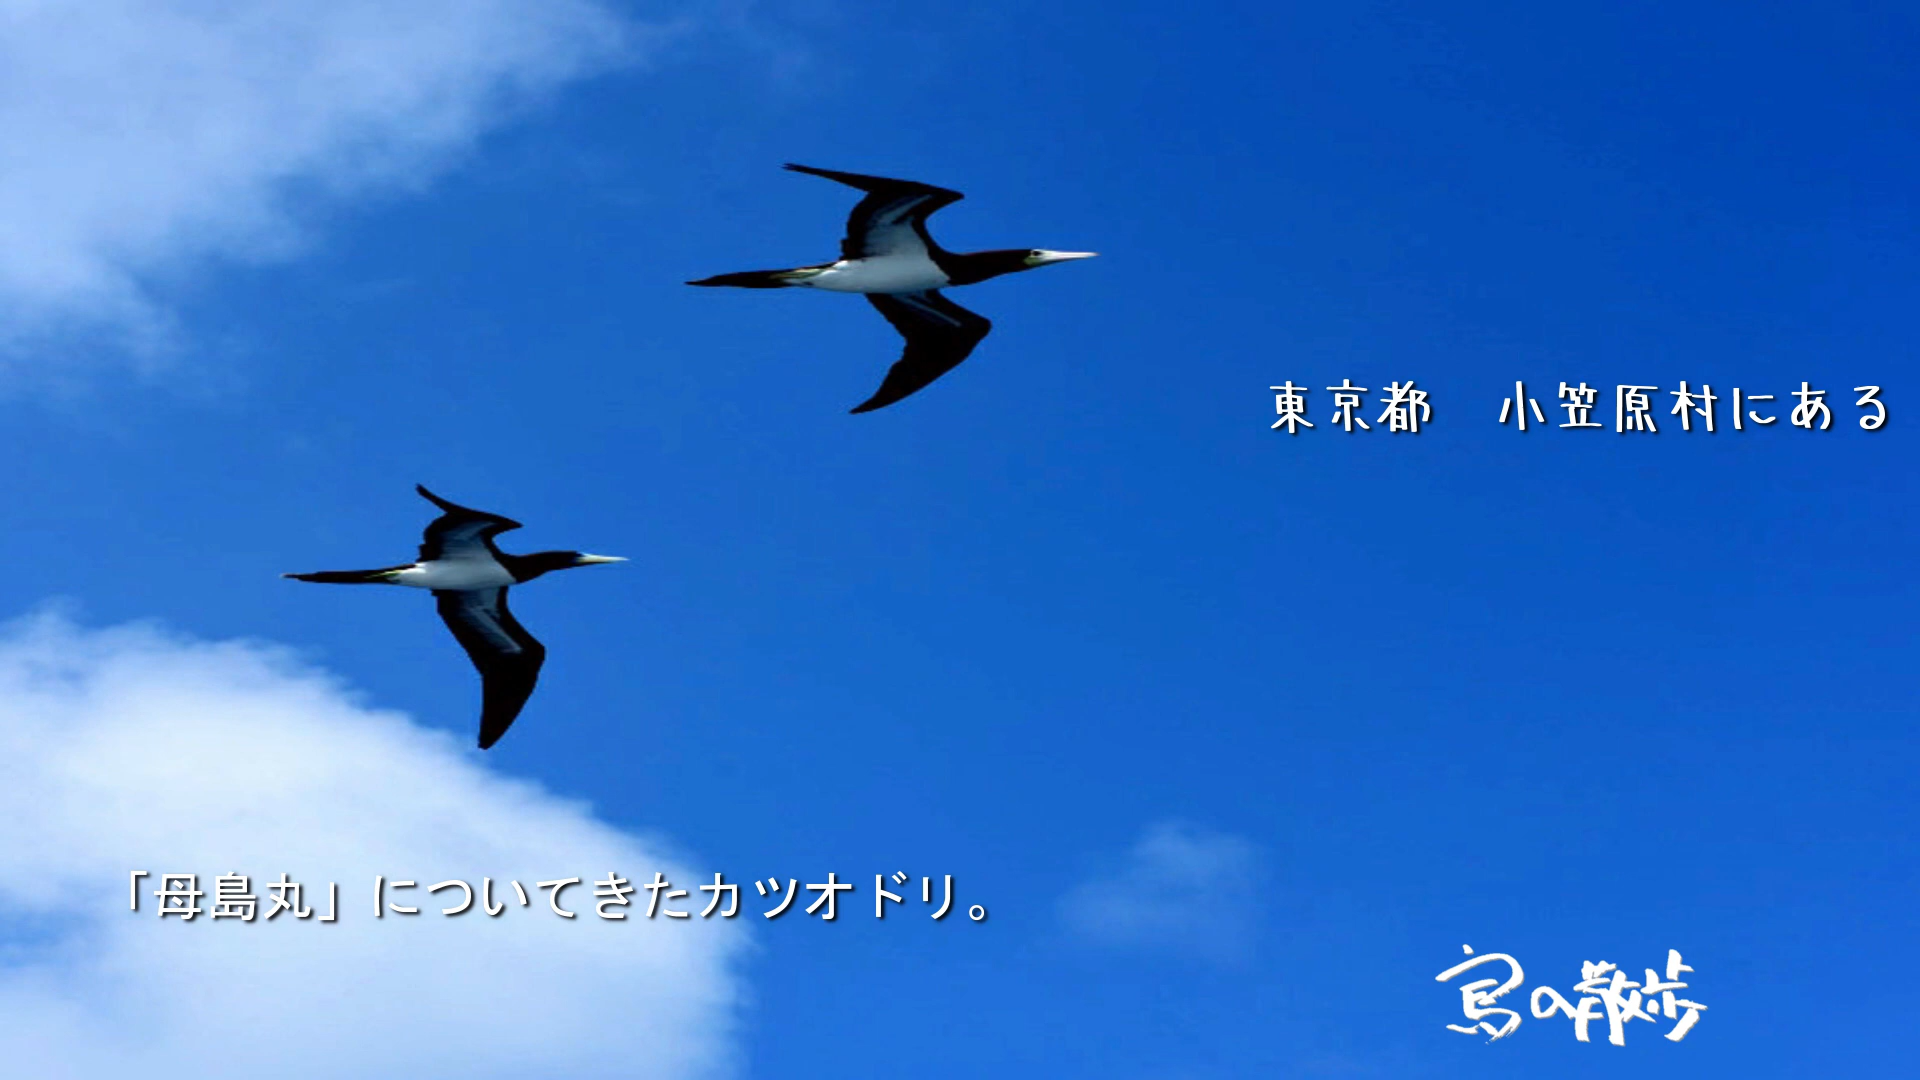 東京都　小笠原村にある
「母島丸」についてきたカツオドリ。
の散歩